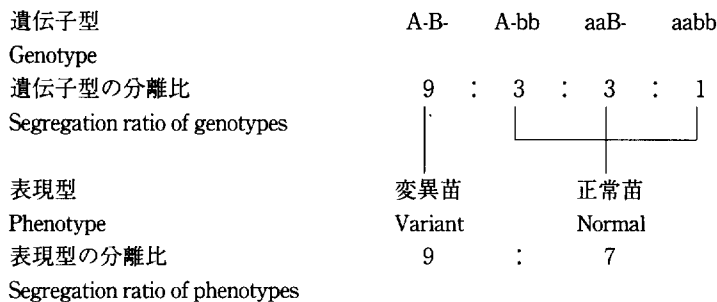 遺伝子型 A-B- A-bb aaB- aabb
Genotype
遺伝子型の分離比 9 : 3 : 3 : 1
Segregation ratio of genotypes
表現型 変異苗 正常苗
Phenotype Variant Normal
表現型の分離比 9 : 7
Segregation ratio of phenotypes